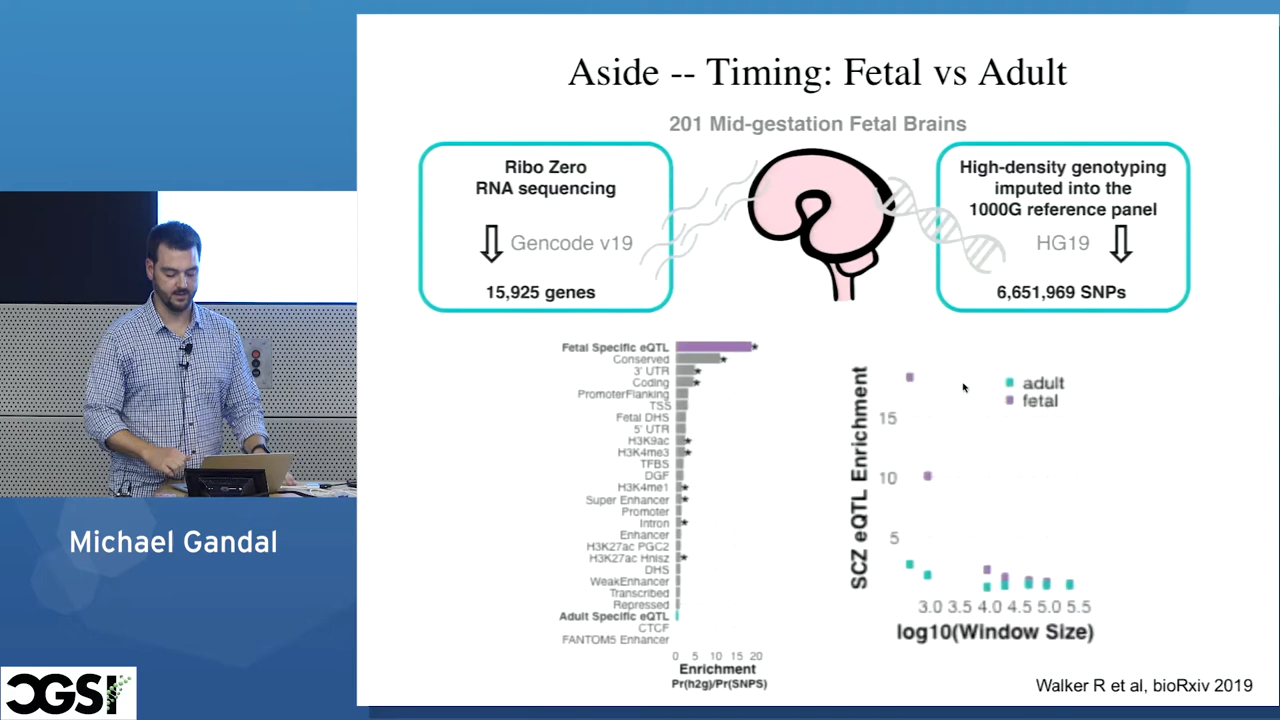 Aside -- Timing: Fetal vs Adult
201 Mid-gestation Fetal Brains
Ribo Zero
RNA sequencing
Gencode v19
15,925 genes
High-density genotyping
imputed into the
1000G reference panel
HG19
6,651,969 SNPs
Fetal Specific eQTL
Conserved
3' UTR
Coding
PromoterFlanking
TSS
Fetal DHS
5' UTR
H3K9ac
H3K4me3
TFBS
DGF
H3K4me1
Super Enhancer
Promoter
Intron
Enhancer
H3K27ac PGC2
H3K27ac Hnisz
DHS
WeakEnhancer
Transcribed
Repressed
Adult Specific eQTL
CTCF
FANTOM5 Enhancer
0 5 10 15 20
Enrichment
Pr(h2g)/Pr(SNPS)
SCZ eQTL Enrichment
15
10
5
adult
fetal
3.0 3.5 4.0 4.5 5.0 5.5
log10(Window Size)
Walker R et al, bioRxiv 2019
Michael Gandal
CGSI